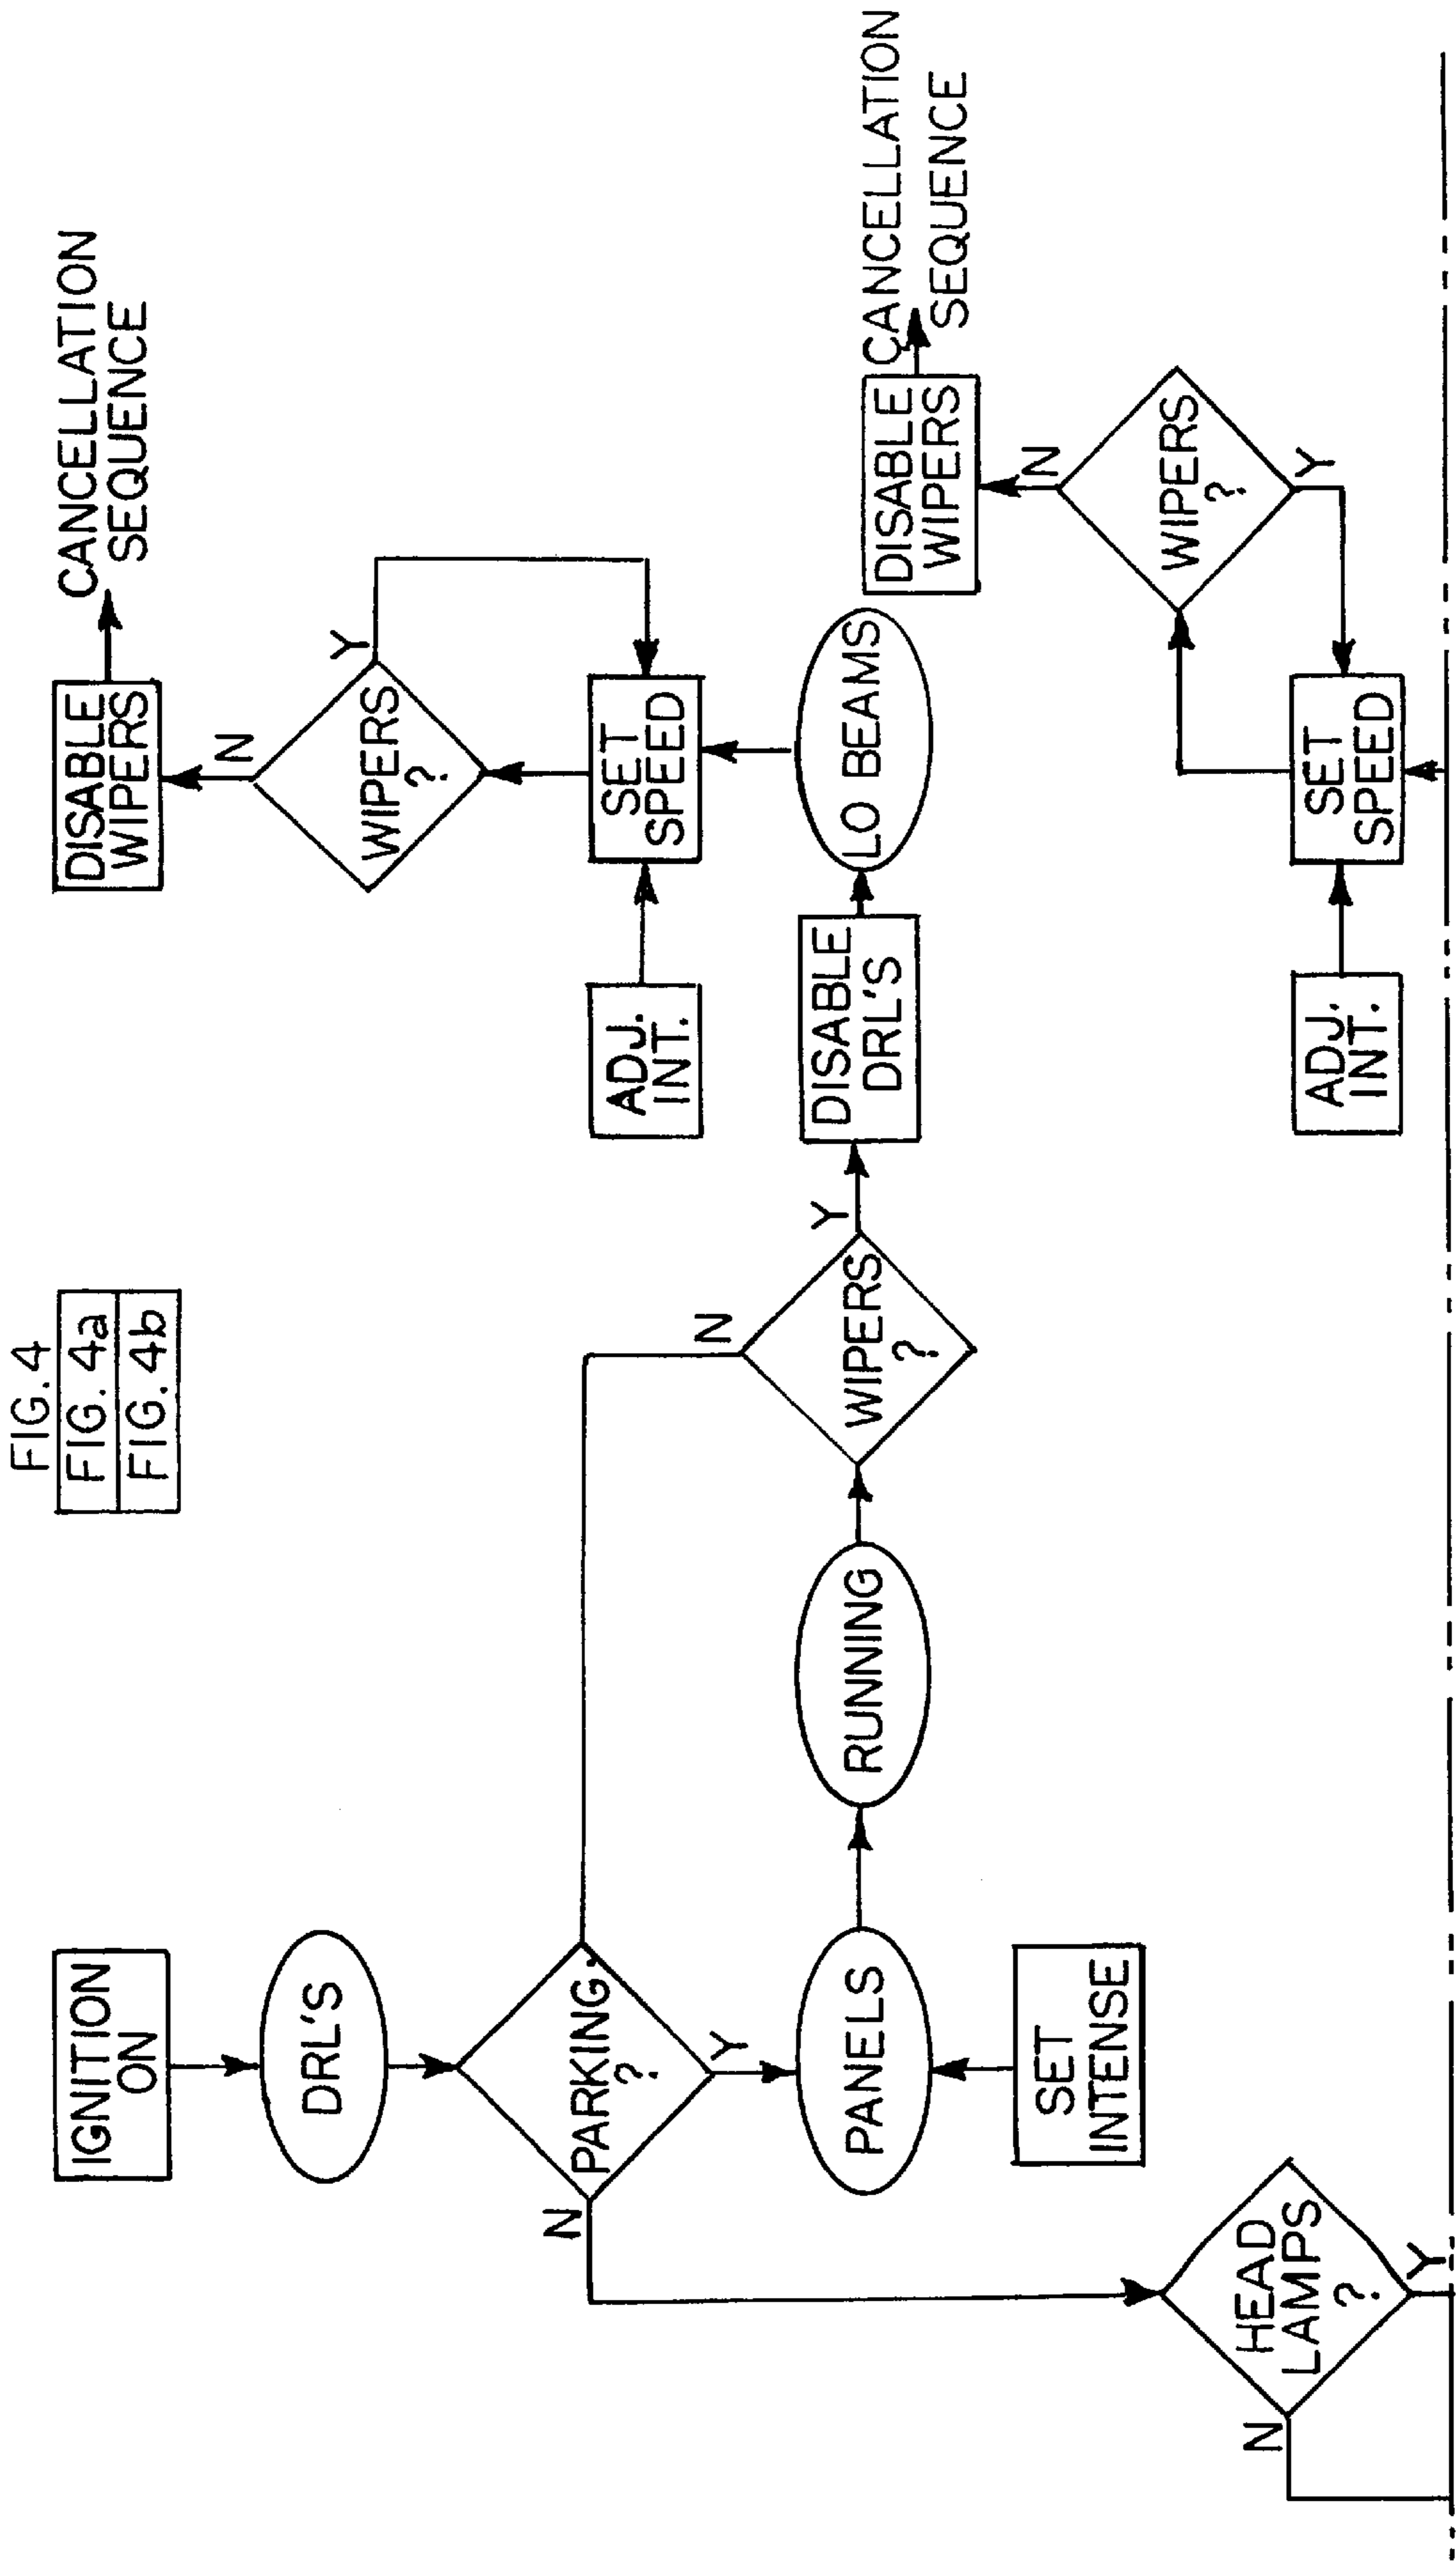 FIG. 4
FIG. 4a
FIG. 4b
IGNITION
ON
DRL'S
PARKING.
?
N
Y
PANELS
SET
INTENSE
RUNNING
WIPERS
?
N
Y
DISABLE
DRL'S
LO BEAMS
ADJ.
INT.
SET
SPEED
WIPERS
?
Y
N
DISABLE
WIPERS
CANCELLATION
SEQUENCE
HEAD
LAMPS
?
N
Y
ADJ.
INT.
SET
SPEED
WIPERS
?
Y
N
DISABLE
WIPERS
CANCELLATION
SEQUENCE